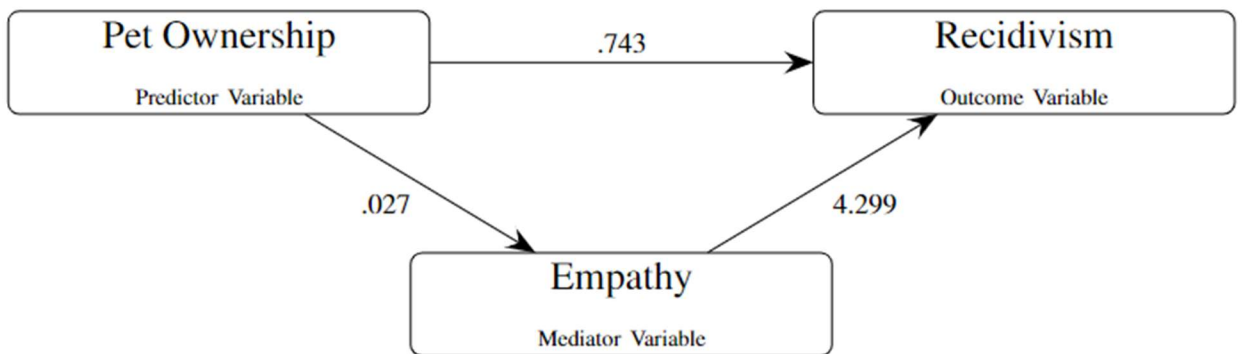 Pet Ownership
Predictor Variable
.743
Recidivism
Outcome Variable
.027
4.299
Empathy
Mediator Variable